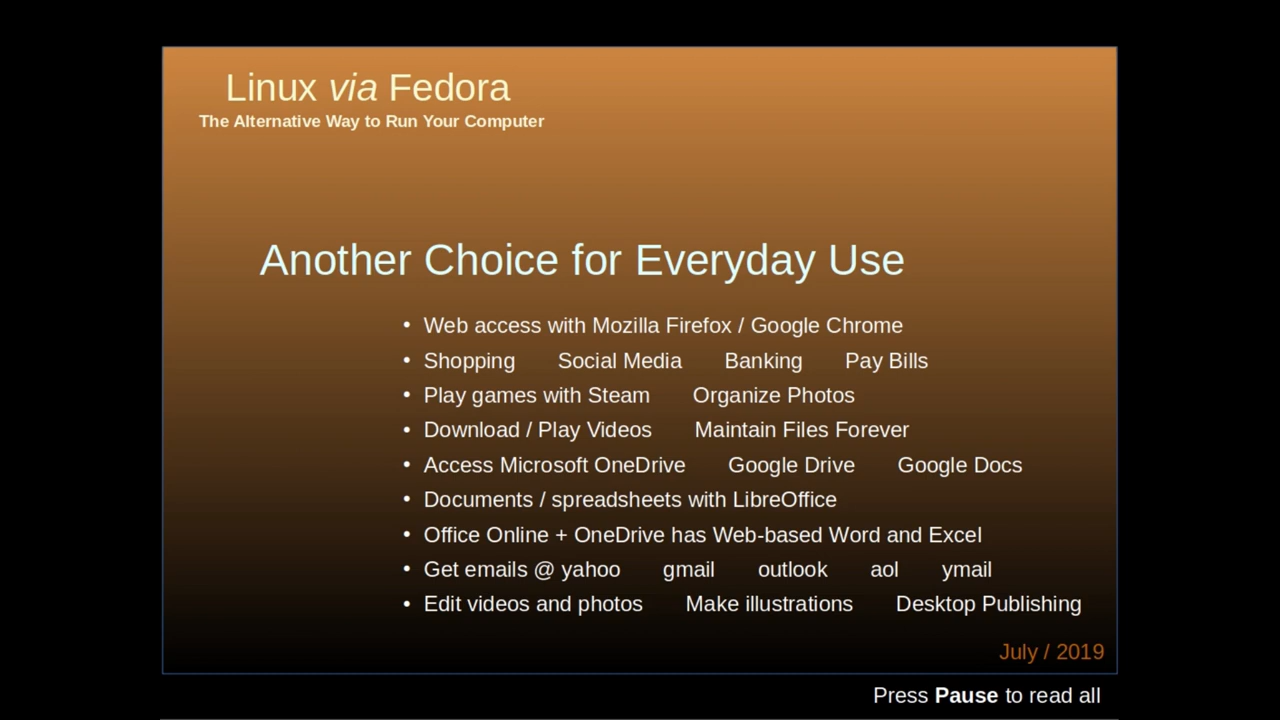 Linux via Fedora
The Alternative Way to Run Your Computer
Another Choice for Everyday Use
• Web access with Mozilla Firefox / Google Chrome
• Shopping Social Media Banking Pay Bills
• Play games with Steam Organize Photos
• Download / Play Videos Maintain Files Forever
• Access Microsoft OneDrive Google Drive Google Docs
• Documents / spreadsheets with LibreOffice
• Office Online + OneDrive has Web-based Word and Excel
• Get emails @ yahoo gmail outlook aol ymail
• Edit videos and photos Make illustrations Desktop Publishing
July / 2019
Press Pause to read all